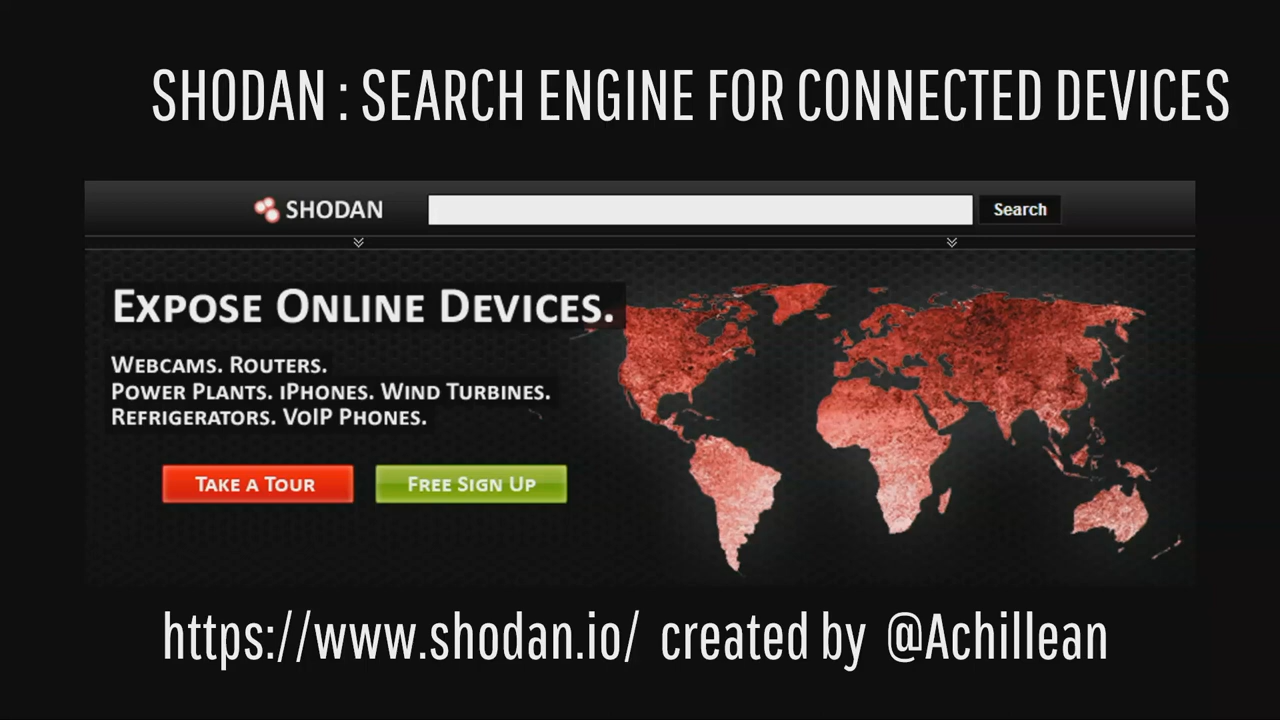 SHODAN : SEARCH ENGINE FOR CONNECTED DEVICES
SHODAN Search
EXPOSE ONLINE DEVICES.
WEBCAMS. ROUTERS.
POWER PLANTS. IPHONES. WIND TURBINES.
REFRIGERATORS. VOIP PHONES.
TAKE A TOUR FREE SIGN UP
https://www.shodan.io/ created by @Achillean